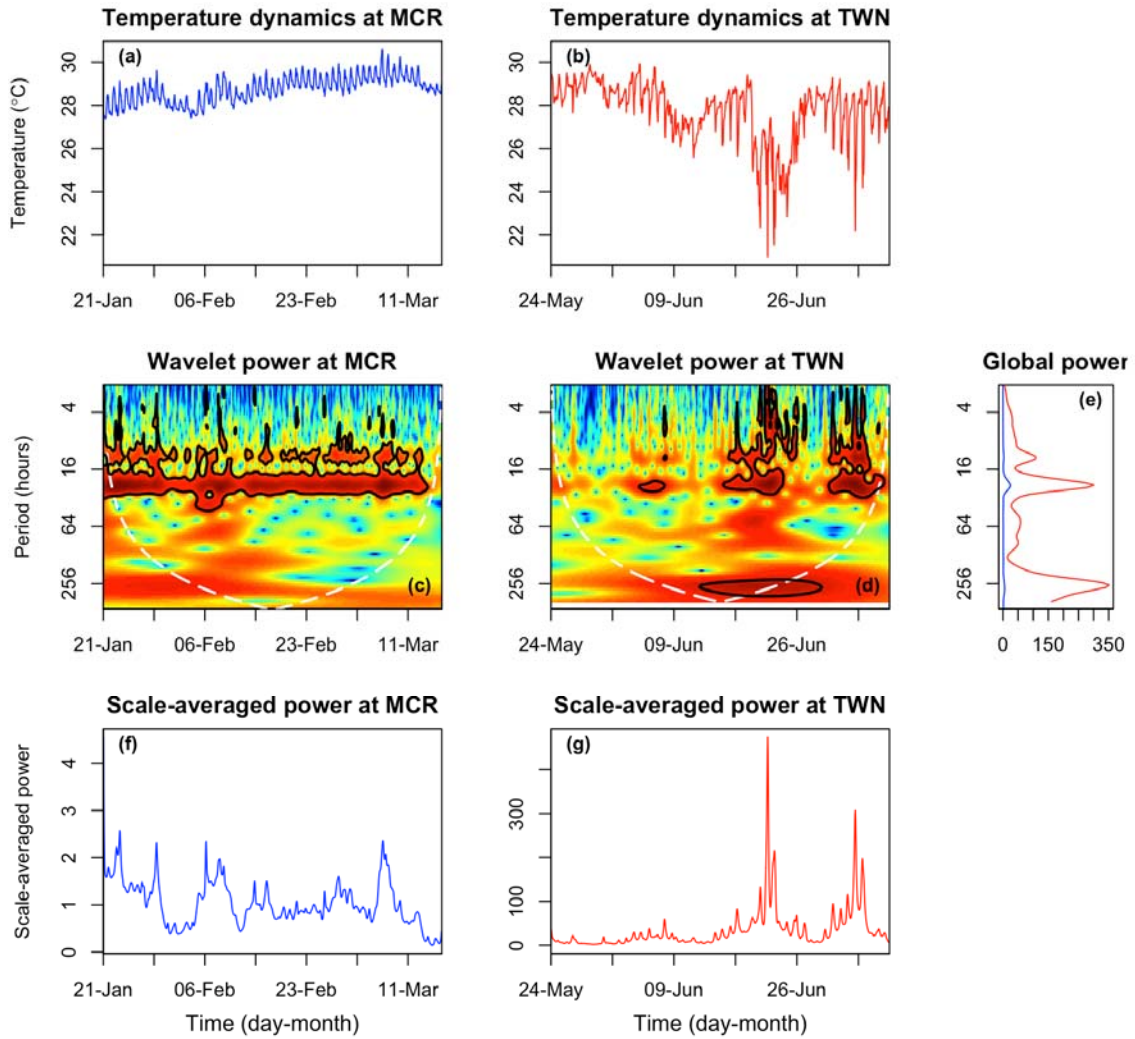 Temperature dynamics at MCR
Temperature dynamics at TWN
(a)
(b)
Temperature (°C)
30
28
26
24
22
30
28
26
24
22
21-Jan 06-Feb 23-Feb 11-Mar
24-May 09-Jun 26-Jun
Wavelet power at MCR
Wavelet power at TWN
Global power
Period (hours)
4
16
64
256
(c)
4
16
64
256
(d)
4
16
64
256
(e)
21-Jan 06-Feb 23-Feb 11-Mar
24-May 09-Jun 26-Jun
0 150 350
Scale-averaged power at MCR
Scale-averaged power at TWN
(f)
(g)
Scale-averaged power
4
3
2
1
0
300
100
0
21-Jan 06-Feb 23-Feb 11-Mar
24-May 09-Jun 26-Jun
Time (day-month)
Time (day-month)